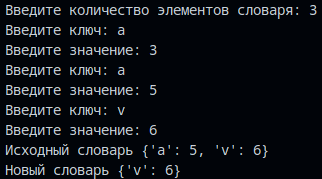 Введите количество элементов словаря: 3
Введите ключ: a
Введите значение: 3
Введите ключ: a
Введите значение: 5
Введите ключ: v
Введите значение: 6
Исходный словарь {'a': 5, 'v': 6}
Новый словарь {'v': 6}